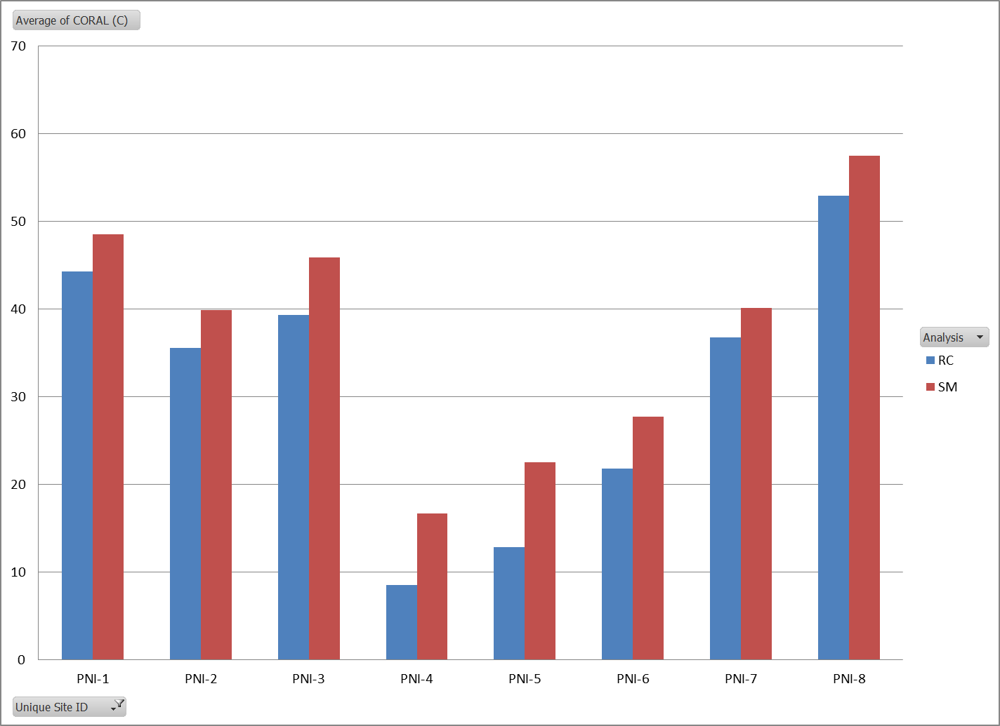 Average of CORAL (C)
70
60
50
40
30
20
10
0
PNI-1 PNI-2 PNI-3 PNI-4 PNI-5 PNI-6 PNI-7 PNI-8
Analysis
RC
SM
Unique Site ID